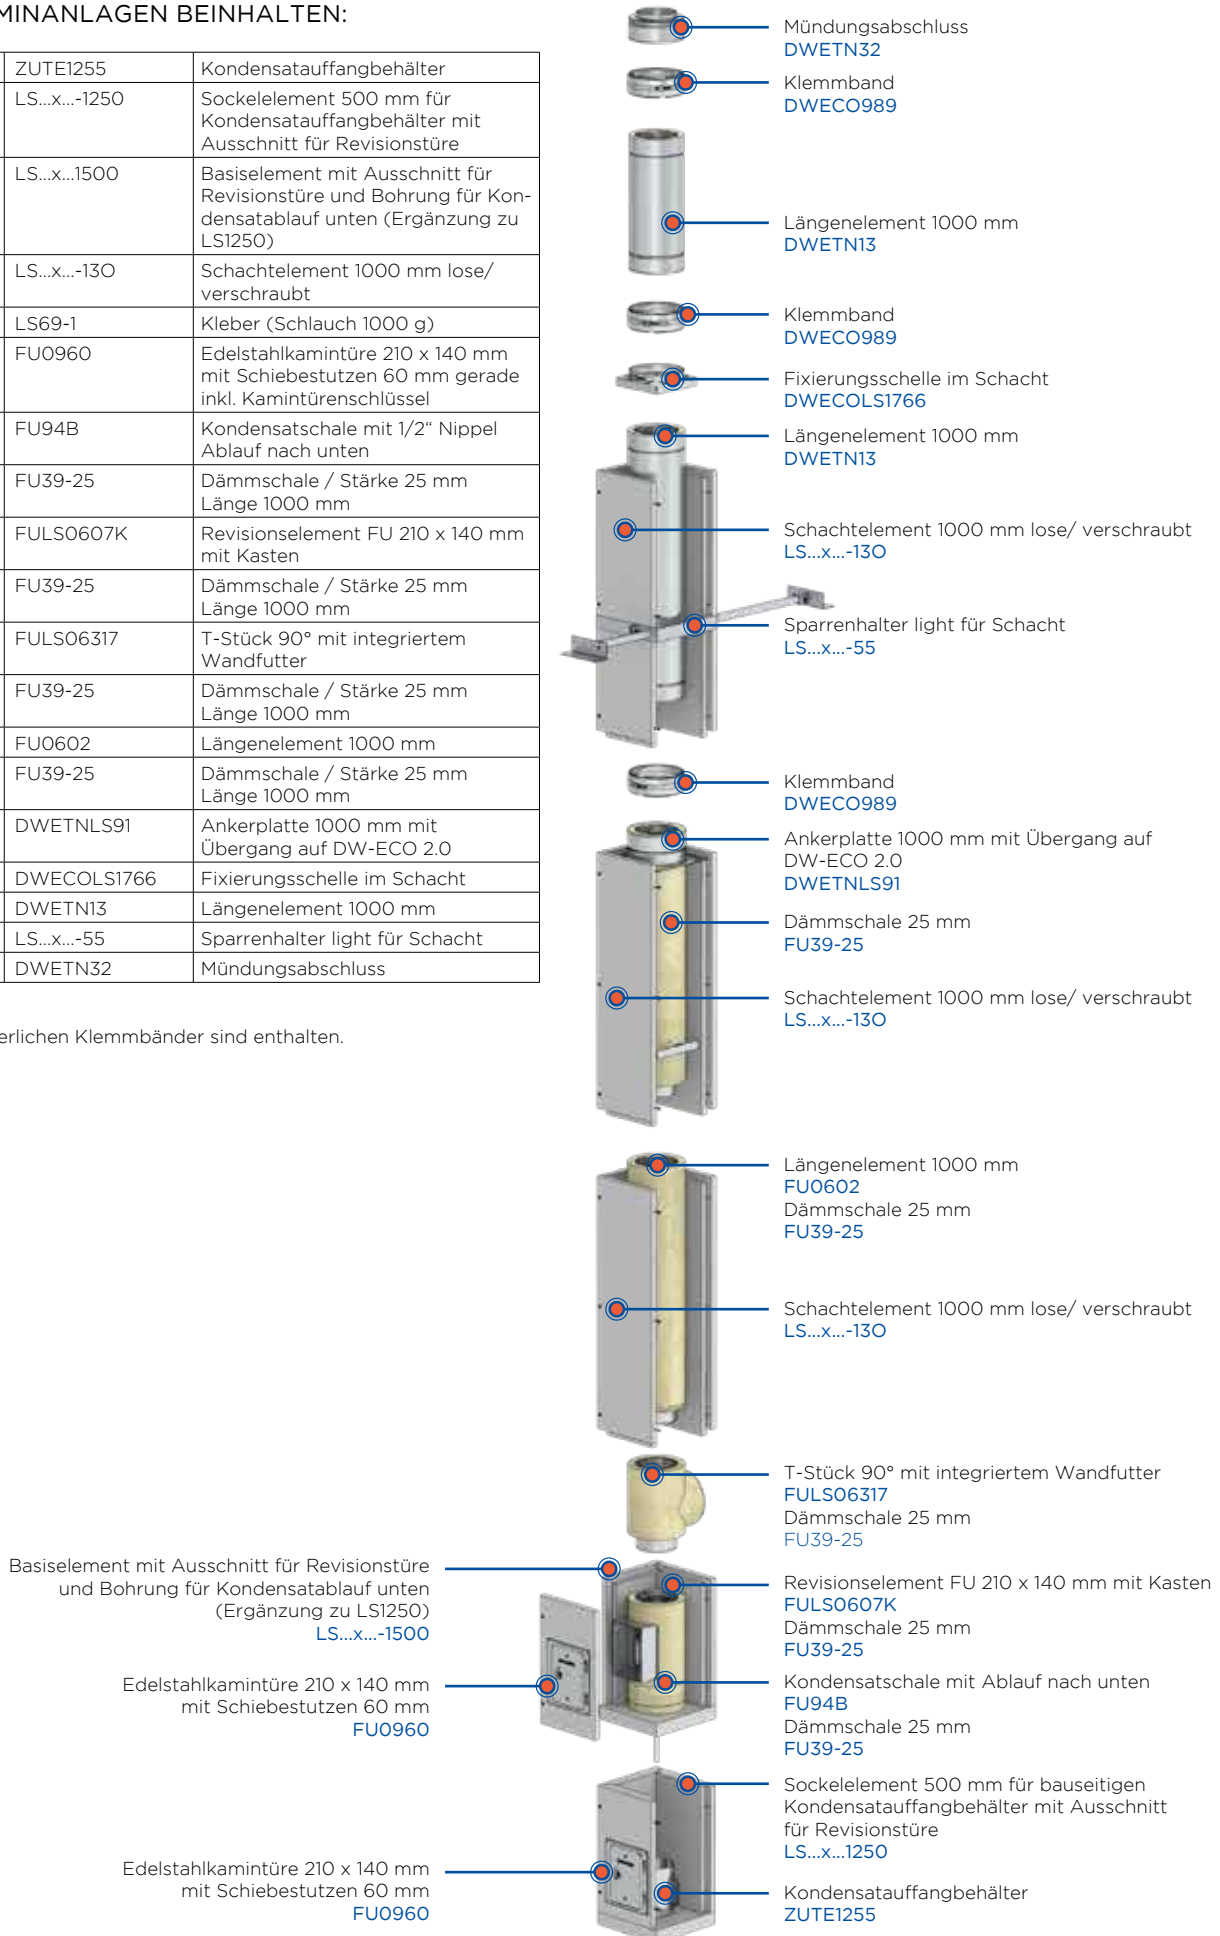 MINANLAGEN BEINHALTEN:
ZUTE1255 Kondensatauffangbehälter
LS...x...-1250 Sockelelement 500 mm für
Kondensatauffangbehälter mit
Ausschnitt für Revisionstüre
LS...x...1500 Basiselement mit Ausschnitt für
Revisionstüre und Bohrung für Kon-
densatablauf unten (Ergänzung zu
LS1250)
LS...x...-13O Schachtelement 1000 mm lose/
verschraubt
LS69-1 Kleber (Schlauch 1000 g)
FU0960 Edelstahlkamintüre 210 x 140 mm
mit Schiebestutzen 60 mm gerade
inkl. Kamintürenschlüssel
FU94B Kondensatschale mit 1/2“ Nippel
Ablauf nach unten
FU39-25 Dämmschale / Stärke 25 mm
Länge 1000 mm
FULS0607K Revisionselement FU 210 x 140 mm
mit Kasten
FU39-25 Dämmschale / Stärke 25 mm
Länge 1000 mm
FULS06317 T-Stück 90° mit integriertem
Wandfutter
FU39-25 Dämmschale / Stärke 25 mm
Länge 1000 mm
FU0602 Längenelement 1000 mm
FU39-25 Dämmschale / Stärke 25 mm
Länge 1000 mm
DWETNLS91 Ankerplatte 1000 mm mit
Übergang auf DW-ECO 2.0
DWECOLS1766 Fixierungsschelle im Schacht
DWETN13 Längenelement 1000 mm
LS...x...-55 Sparrenhalter light für Schacht
DWETN32 Mündungsabschluss
erlichen Klemmbänder sind enthalten.
Mündungsabschluss
DWETN32
Klemmband
DWECO989
Längenelement 1000 mm
DWETN13
Klemmband
DWECO989
Fixierungsschelle im Schacht
DWECOLS1766
Längenelement 1000 mm
DWETN13
Schachtelement 1000 mm lose/ verschraubt
LS...x...-13O
Sparrenhalter light für Schacht
LS...x...-55
Klemmband
DWECO989
Ankerplatte 1000 mm mit Übergang auf
DW-ECO 2.0
DWETNLS91
Dämmschale 25 mm
FU39-25
Schachtelement 1000 mm lose/ verschraubt
LS...x...-13O
Längenelement 1000 mm
FU0602
Dämmschale 25 mm
FU39-25
Schachtelement 1000 mm lose/ verschraubt
LS...x...-13O
T-Stück 90° mit integriertem Wandfutter
FULS06317
Dämmschale 25 mm
FU39-25
Basiselement mit Ausschnitt für Revisionstüre
und Bohrung für Kondensatablauf unten
(Ergänzung zu LS1250)
LS...x...-1500
Revisionselement FU 210 x 140 mm mit Kasten
FULS0607K
Dämmschale 25 mm
FU39-25
Edelstahlkamintüre 210 x 140 mm
mit Schiebestutzen 60 mm
FU0960
Kondensatschale mit Ablauf nach unten
FU94B
Dämmschale 25 mm
FU39-25
Sockelelement 500 mm für bauseitigen
Kondensatauffangbehälter mit Ausschnitt
für Revisionstüre
LS...x...1250
Edelstahlkamintüre 210 x 140 mm
mit Schiebestutzen 60 mm
FU0960
Kondensatauffangbehälter
ZUTE1255